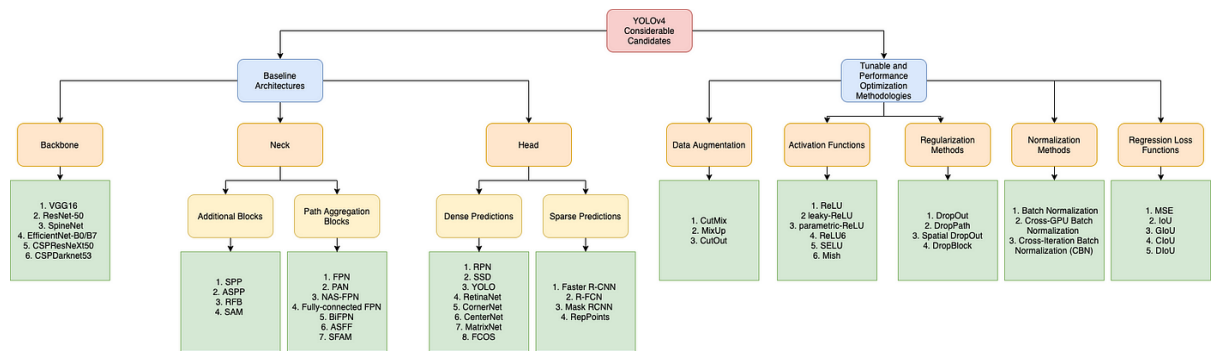 YOLOv4
Considerable
Candidates
Baseline
Architectures
Tunable and
Performance
Optimization
Methodologies
Backbone
Neck
Head
Data Augmentation
Activation Functions
Regularization
Methods
Normalization
Methods
Regression Loss
Functions
1. VGG16
2. ResNet-50
3. SpineNet
4. EfficientNet-B0/B7
5. CSPResNeXt50
6. CSPDarknet53
Additional Blocks
Path Aggregation
Blocks
Dense Predictions
Sparse Predictions
1. SPP
2. ASPP
3. RFB
4. SAM
1. FPN
2. PAN
3. NAS-FPN
4. Fully-connected FPN
5. BiFPN
6. ASFF
7. SFAM
1. RPN
2. SSD
3. YOLO
4. RetinaNet
5. CornerNet
6. CenterNet
7. MatrixNet
8. FCOS
1. Faster R-CNN
2. R-FCN
3. Mask RCNN
4. RepPoints
1. CutMix
2. MixUp
3. CutOut
1. ReLU
2 leaky-ReLU
3. parametric-ReLU
4. ReLU6
5. SELU
6. Mish
1. DropOut
2. DropPath
3. Spatial DropOut
4. DropBlock
1. Batch Normalization
2. Cross-GPU Batch
Normalization
3. Cross-Iteration Batch
Normalization (CBN)
1. MSE
2. IoU
3. GIoU
4. CIoU
5. DIoU